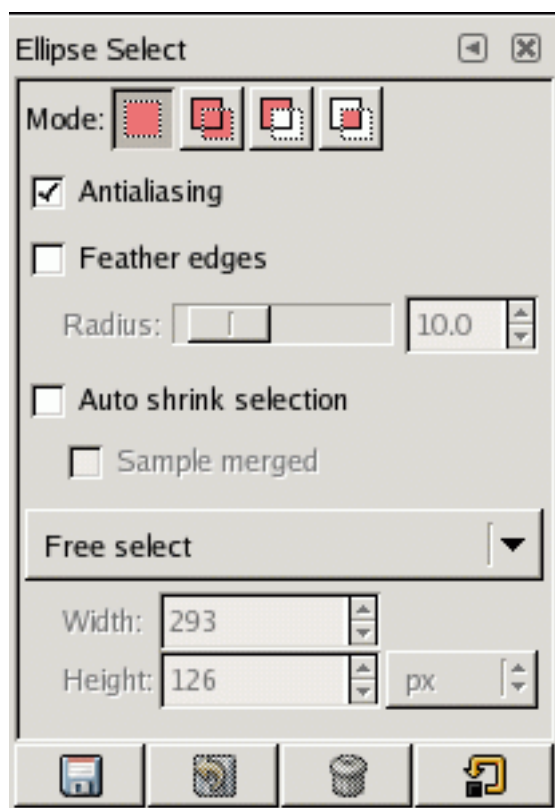 Ellipse Select
Mode:
Antialiasing
Feather edges
Radius: 10.0
Auto shrink selection
Sample merged
Free select
Width: 293
Height: 126 px